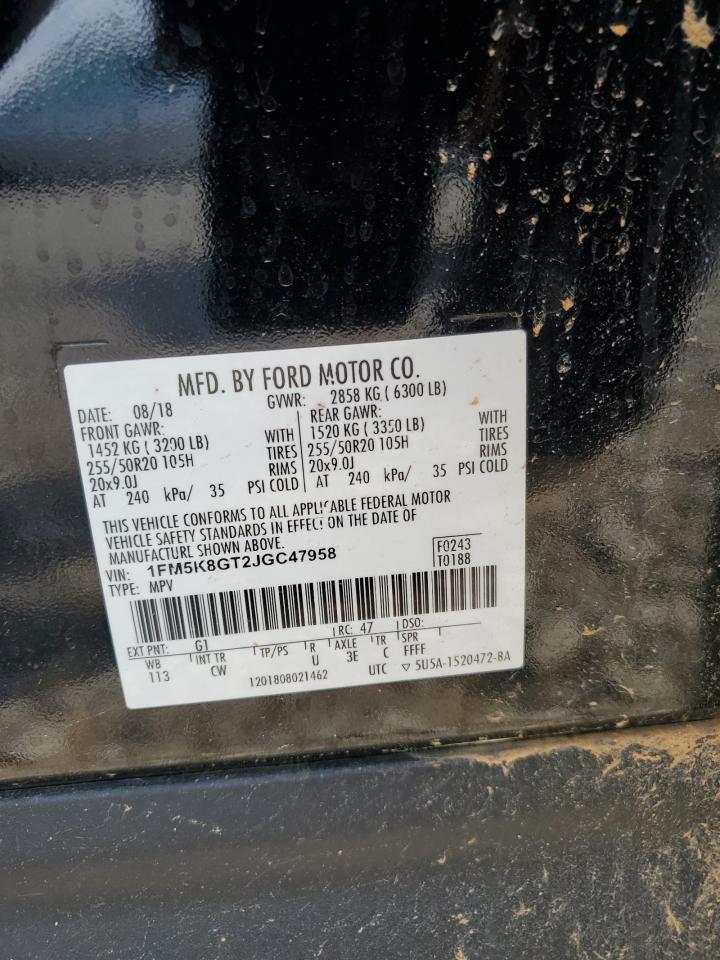 MFD. BY FORD MOTOR CO.
DATE: 08/18 GVWR: 2858 KG ( 6300 LB)
FRONT GAWR: REAR GAWR:
1452 KG ( 3200 LB) WITH 1520 KG ( 3350 LB) WITH
255/50R20 105H TIRES 255/50R20 105H TIRES
20x9.0J RIMS 20x9.0J RIMS
AT 240 kPa/ 35 PSI COLD AT 240 kPa/ 35 PSI COLD
THIS VEHICLE CONFORMS TO ALL APPLICABLE FEDERAL MOTOR
VEHICLE SAFETY STANDARDS IN EFFECT ON THE DATE OF
MANUFACTURE SHOWN ABOVE.
VIN: 1FM5K8GT2JGC47958 F0243
TYPE: MPV T0188
EXT PNT: G1 RC: 47 DSO:
WB INT TR TP/PS R AXLE TR SPR
113 CW U 3E C FFFF
1201808021462 UTC ▽ 5U5A-1520472-BA